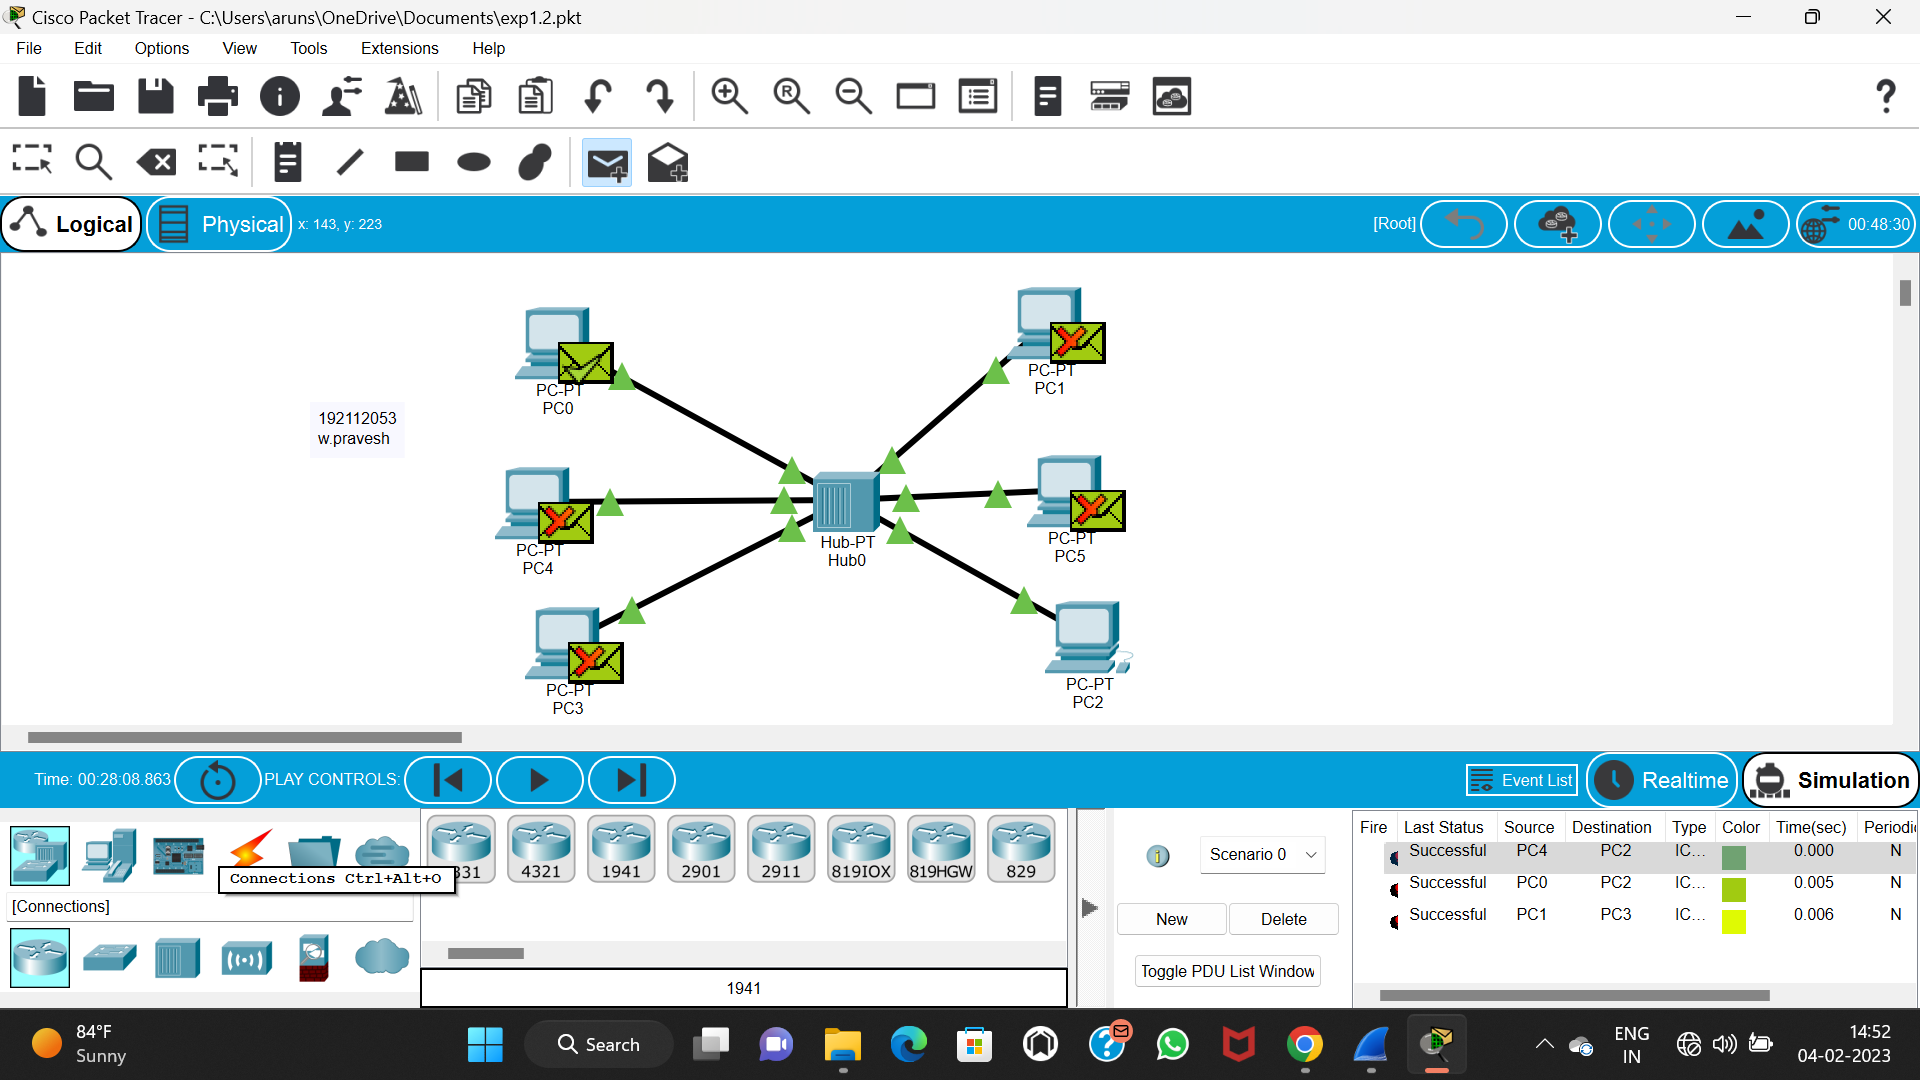 Cisco Packet Tracer - C:\Users\aruns\OneDrive\Documents\exp1.2.pkt
File Edit Options View Tools Extensions Help
Logical Physical x: 143, y: 223 [Root] 00:48:30
PC-PT
PC0
PC-PT
PC1
192112053
w.pravesh
PC-PT
PC4
Hub-PT
Hub0
PC-PT
PC5
PC-PT
PC3
PC-PT
PC2
Time: 00:28:08.863 PLAY CONTROLS: Event List Realtime Simulation
331 4321 1941 2901 2911 819IOX 819HGW 829
Connections Ctrl+Alt+O
[Connections]
1941
Scenario 0
New Delete
Toggle PDU List Window
Fire Last Status Source Destination Type Color Time(sec) Periodi
Successful PC4 PC2 IC... 0.000 N
Successful PC0 PC2 IC... 0.005 N
Successful PC1 PC3 IC... 0.006 N
84°F
Sunny
Search
ENG
IN
14:52
04-02-2023